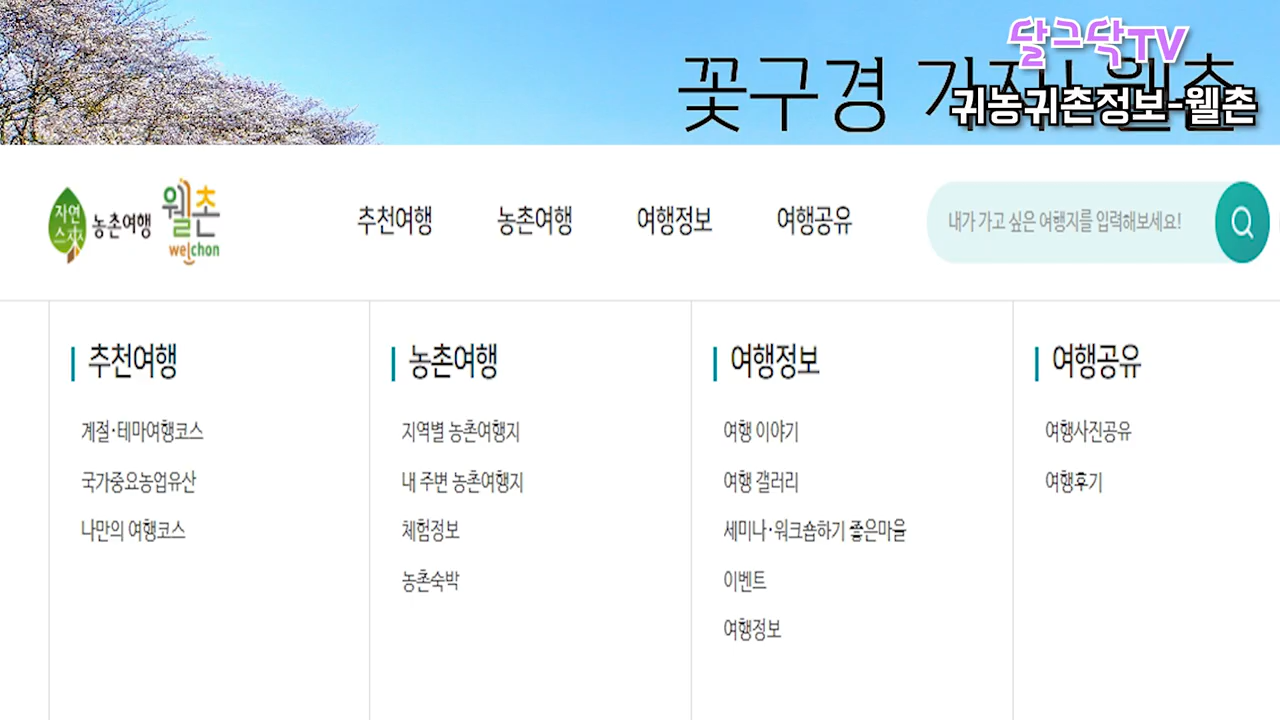 달그닥TV
꽃구경 가자! 웰촌
귀농귀촌정보-웰촌
자연
스來
농촌여행
웰촌
welchon
추천여행
농촌여행
여행정보
여행공유
내가 가고 싶은 여행지를 입력해보세요!
추천여행
계절·테마여행코스
국가중요농업유산
나만의 여행코스
농촌여행
지역별 농촌여행지
내 주변 농촌여행지
체험정보
농촌숙박
여행정보
여행 이야기
여행 갤러리
세미나·워크숍하기 좋은마을
이벤트
여행정보
여행공유
여행사진공유
여행후기